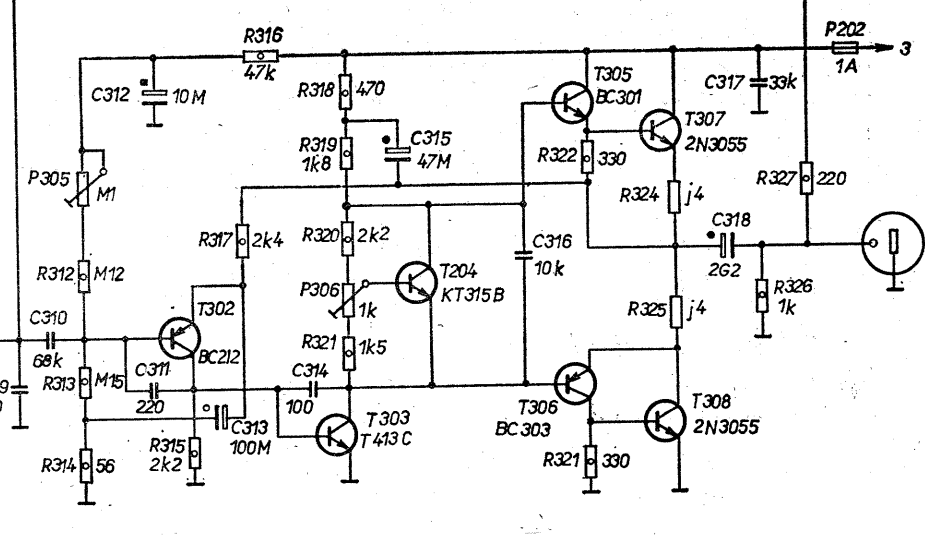 R316
47k
P202
1A
3
C312
10M
R318
470
T305
BC301
C317
33k
T307
2N3055
R319
1k8
C315
47M
P305
M1
R322
330
R324
j4
R327
220
R317
2k4
R320
2k2
C316
10k
C318
2G2
R312
M12
P306
1k
T204
KT315B
R326
1k
T302
BC212
R325
j4
C310
68k
R321
1k5
R313
M15
C311
220
C314
100
T306
BC303
T308
2N3055
C313
100M
T303
T413C
R315
2k2
R314
56
R321
330
9